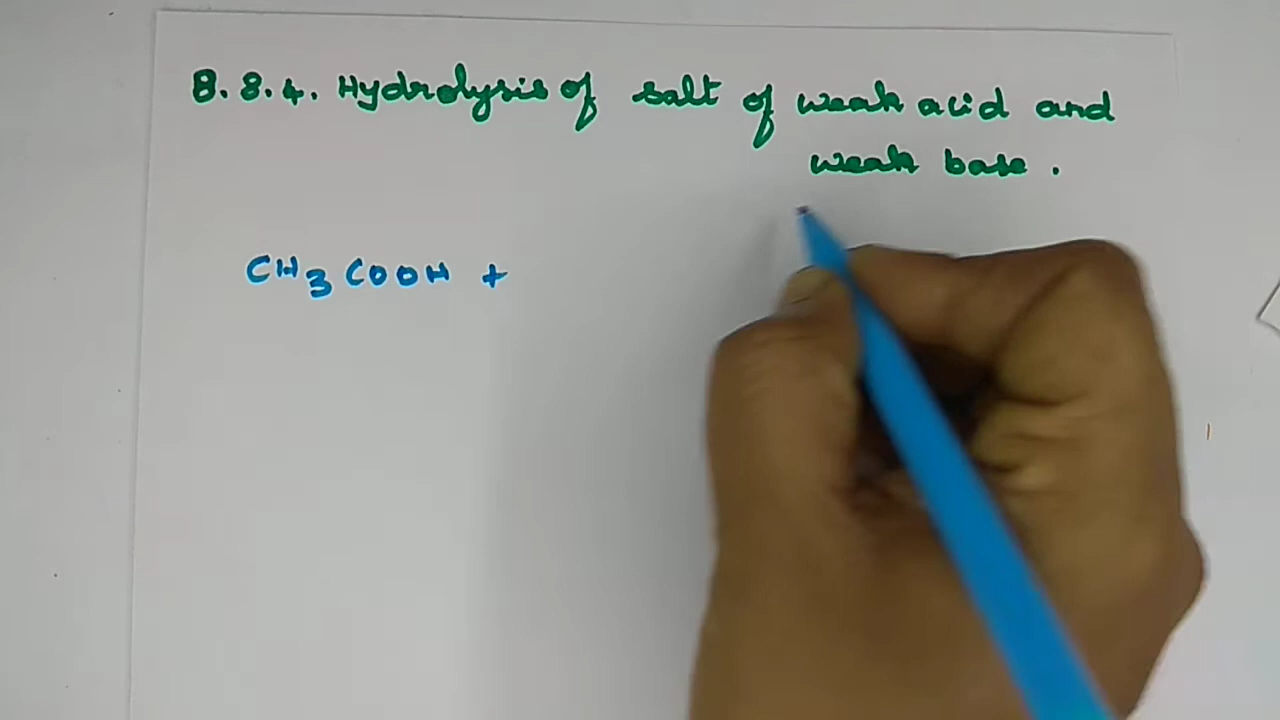 8.8.4. Hydrolysis of salt of weak acid and
weak base.
CH3COOH +